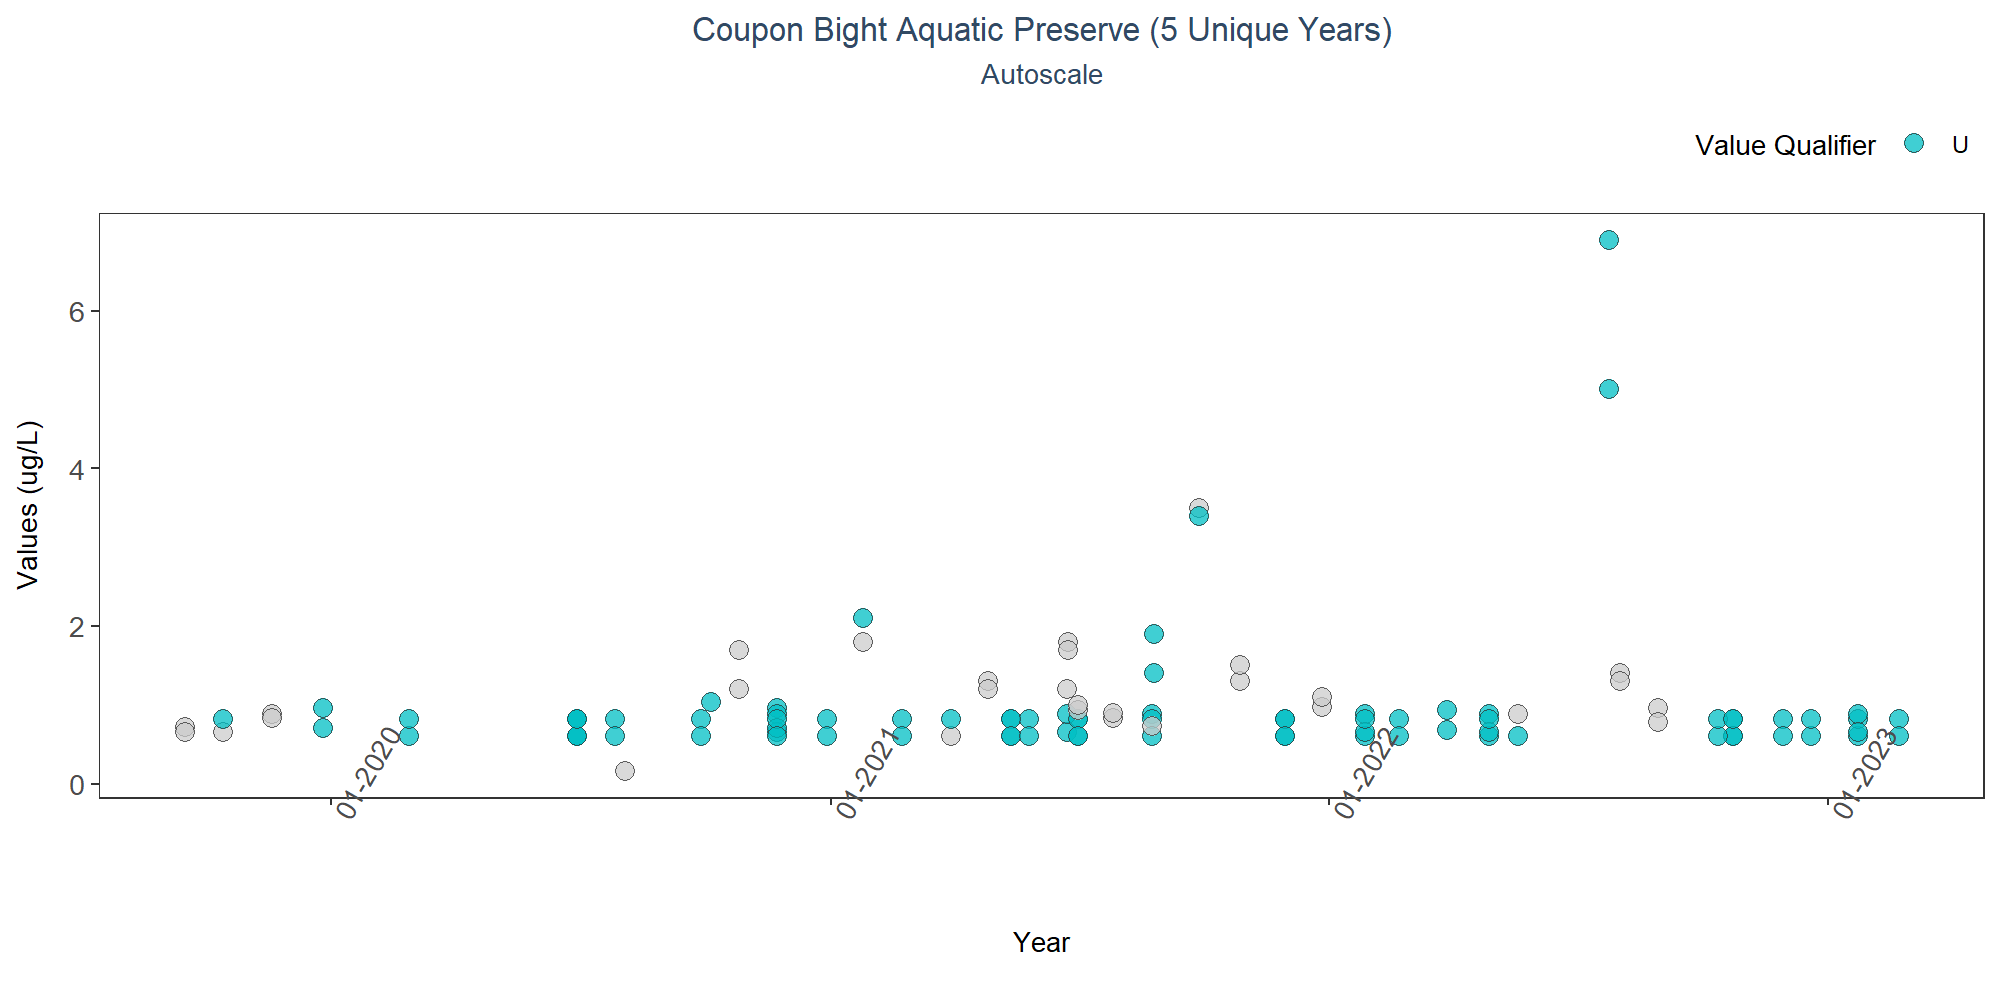 Coupon Bight Aquatic Preserve (5 Unique Years)
Autoscale
Value Qualifier U
Values (ug/L)
6
4
2
0
01-2020
01-2021
01-2022
01-2023
Year